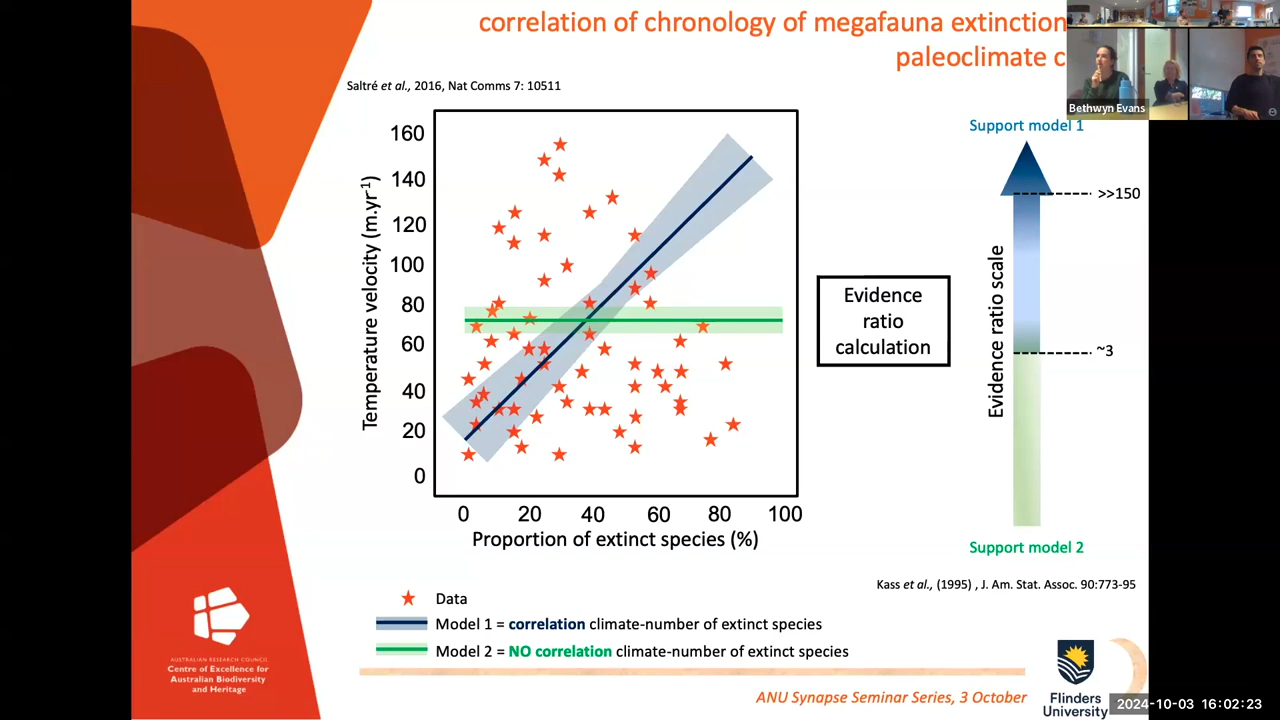 correlation of chronology of megafauna extinction
paleoclimate c
Saltré et al., 2016, Nat Comms 7: 10511
Bethwyn Evans
Support model 1
160
140
120
100
80
60
40
20
0
Temperature velocity (m.yr-1)
0 20 40 60 80 100
Proportion of extinct species (%)
Evidence
ratio
calculation
Evidence ratio scale
>>150
~3
Support model 2
Kass et al., (1995) , J. Am. Stat. Assoc. 90:773-95
Data
Model 1 = correlation climate-number of extinct species
Model 2 = NO correlation climate-number of extinct species
AUSTRALIAN RESEARCH COUNCIL
Centre of Excellence for
Australian Biodiversity
and Heritage
ANU Synapse Seminar Series, 3 October
Flinders
University
2024-10-03 16:02:23